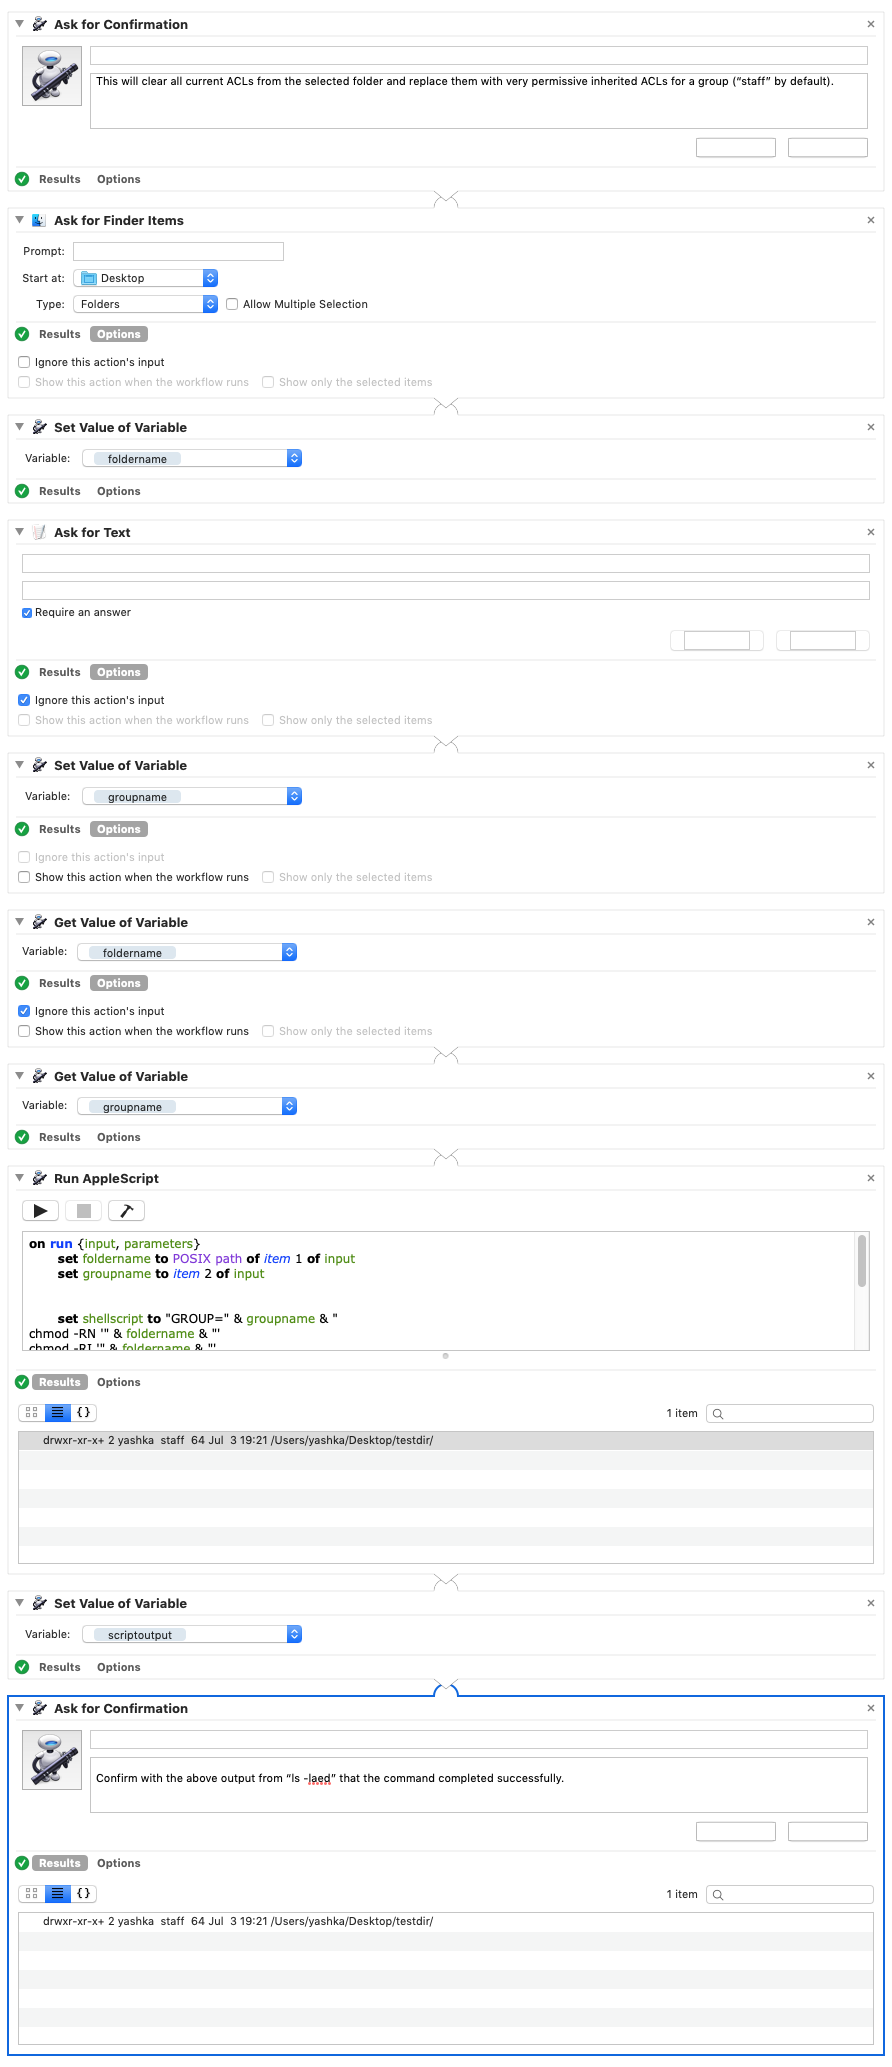 Ask for Confirmation
This will clear all current ACLs from the selected folder and replace them with very permissive inherited ACLs for a group (“staff” by default).
Results Options
Ask for Finder Items
Prompt:
Start at: Desktop
Type: Folders Allow Multiple Selection
Results Options
Ignore this action's input
Show this action when the workflow runs Show only the selected items
Set Value of Variable
Variable: foldername
Results Options
Ask for Text
Require an answer
Results Options
Ignore this action's input
Show this action when the workflow runs Show only the selected items
Set Value of Variable
Variable: groupname
Results Options
Ignore this action's input
Show this action when the workflow runs Show only the selected items
Get Value of Variable
Variable: foldername
Results Options
Ignore this action's input
Show this action when the workflow runs Show only the selected items
Get Value of Variable
Variable: groupname
Results Options
Run AppleScript
on run {input, parameters}
set foldername to POSIX path of item 1 of input
set groupname to item 2 of input
set shellscript to "GROUP=" & groupname & "
chmod -RN '" & foldername & "'
chmod -RI '" & foldername & "'
Results Options
{} 1 item
drwxr-xr-x+ 2 yashka staff 64 Jul 3 19:21 /Users/yashka/Desktop/testdir/
Set Value of Variable
Variable: scriptoutput
Results Options
Ask for Confirmation
Confirm with the above output from “ls -laed” that the command completed successfully.
Results Options
{} 1 item
drwxr-xr-x+ 2 yashka staff 64 Jul 3 19:21 /Users/yashka/Desktop/testdir/